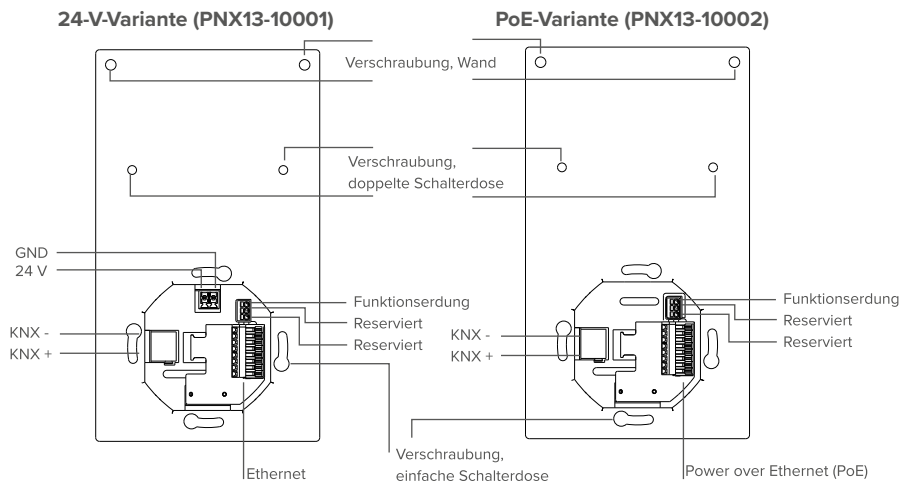 24-V-Variante (PNX13-10001)
PoE-Variante (PNX13-10002)
Verschraubung, Wand
Verschraubung,
doppelte Schalterdose
GND
24 V
KNX -
KNX +
Funktionserdung
Reserviert
Reserviert
KNX -
KNX +
Funktionserdung
Reserviert
Reserviert
Ethernet
Verschraubung,
einfache Schalterdose
Power over Ethernet (PoE)